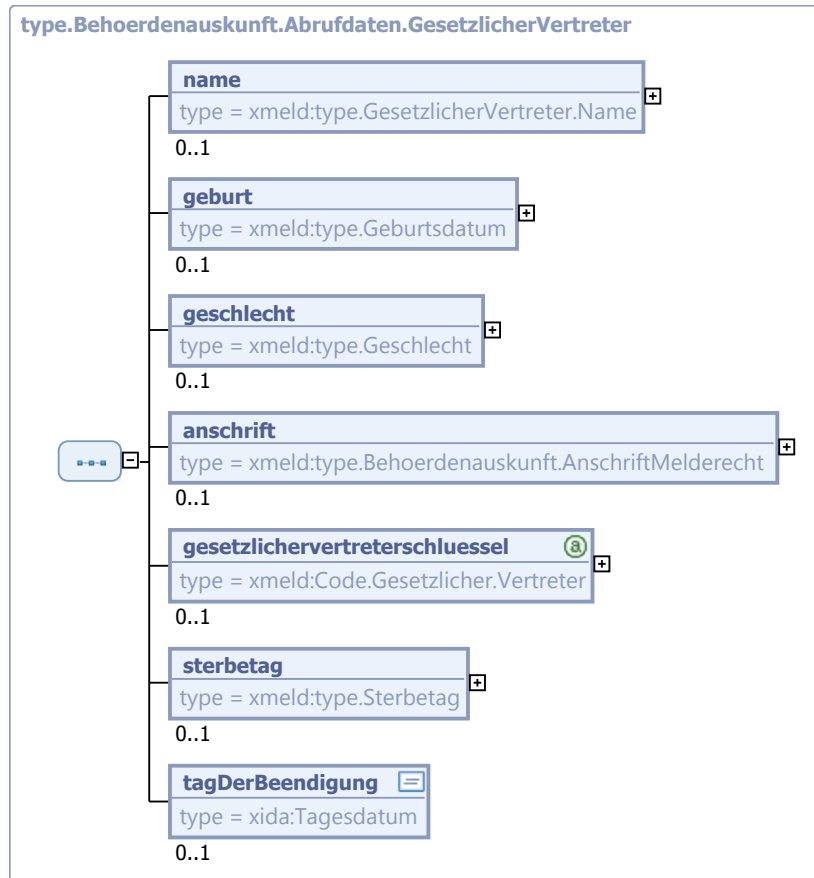 type.Behoerdenauskunft.Abrufdaten.GesetzlicherVertreter
name
type = xmeld:type.GesetzlicherVertreter.Name
0..1
geburt
type = xmeld:type.Geburtsdatum
0..1
geschlecht
type = xmeld:type.Geschlecht
0..1
anschrift
type = xmeld:type.Behoerdenauskunft.AnschriftMelderecht
0..1
gesetzlichervertreterschluessel
type = xmeld:Code.Gesetzlicher.Vertreter
0..1
sterbetag
type = xmeld:type.Sterbetag
0..1
tagDerBeendigung
type = xida:Tagesdatum
0..1